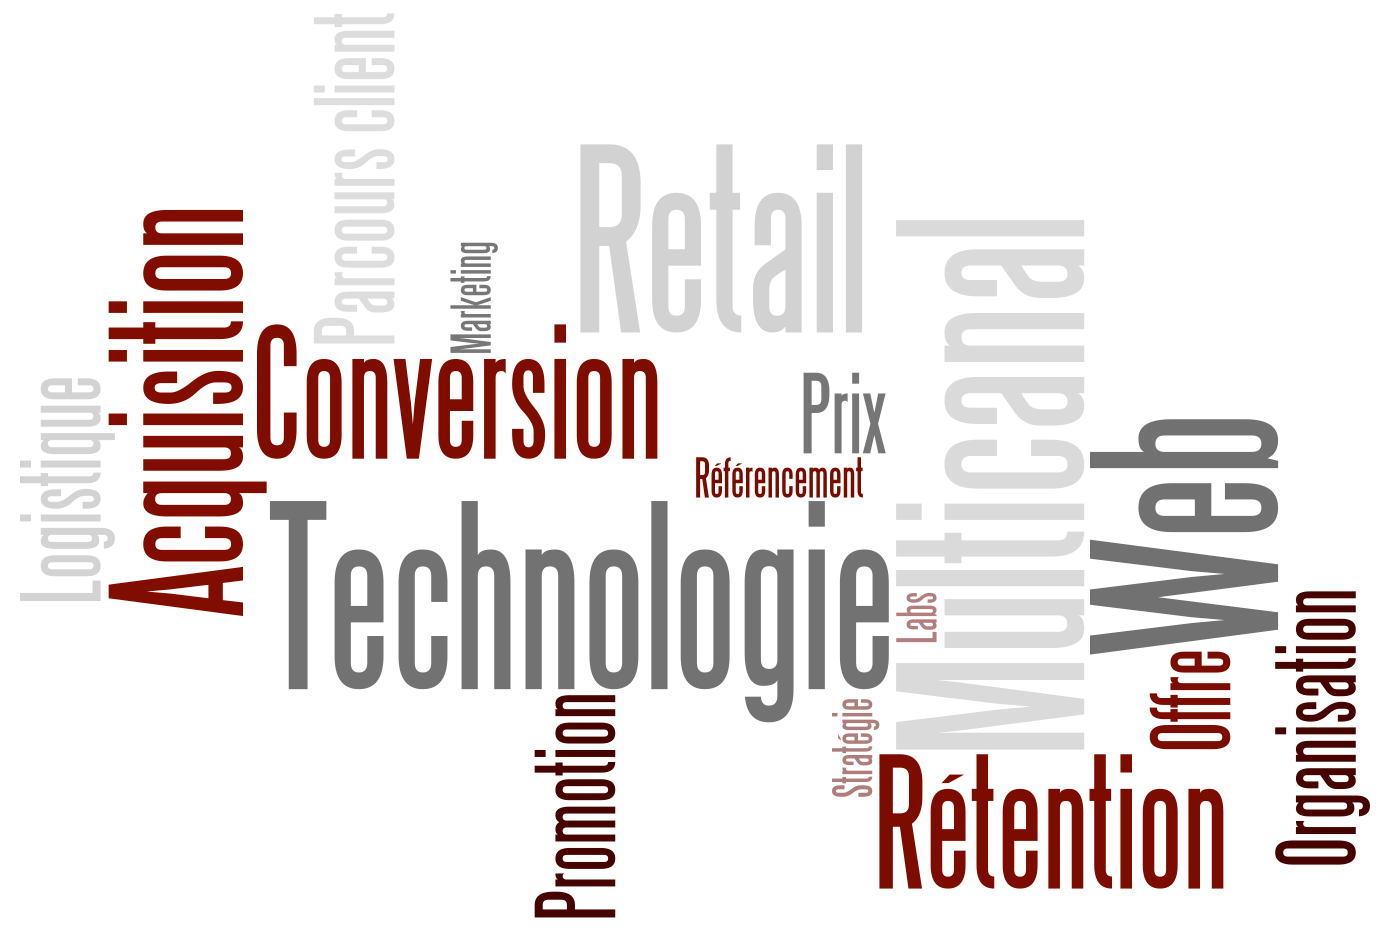 Parcours client
Retail
Acquisition
Marketing
Multicanal
Conversion
Logistique
Prix
Web
Référencement
Technologie
Labs
Organisation
Offre
Promotion
Stratégie
Rétention